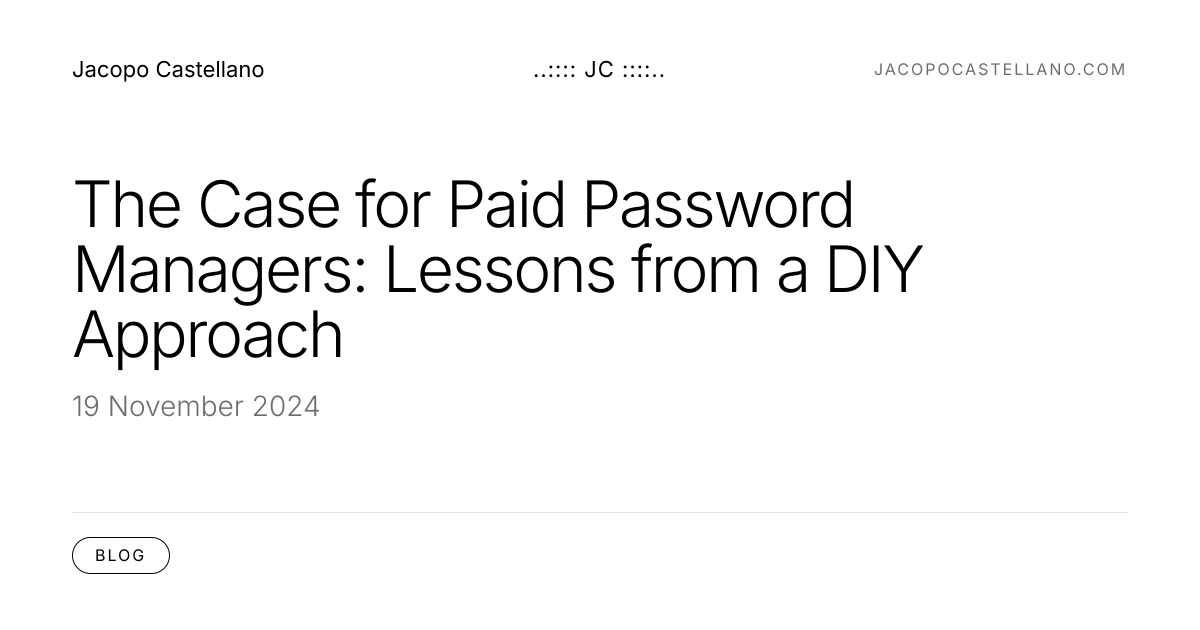 Jacopo Castellano
..:::: JC ::::..
JACOPOCASTELLANO.COM
The Case for Paid Password
Managers: Lessons from a DIY
Approach
19 November 2024
BLOG